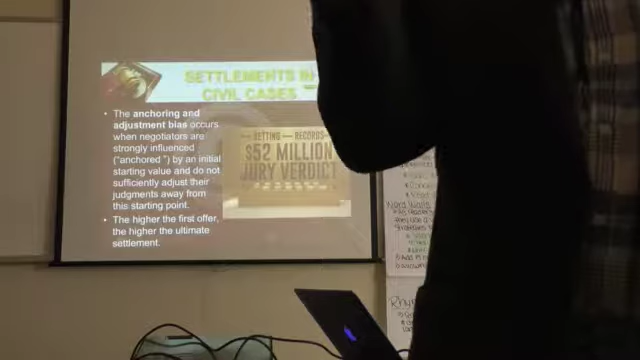 SETTLEMENTS IN
CIVIL CASES
• The anchoring and
adjustment bias occurs
when negotiators are
strongly influenced
("anchored ") by an initial
starting value and do not
sufficiently adjust their
judgments away from
this starting point.
• The higher the first offer,
the higher the ultimate
settlement.
SETTING RECORDS
$52 MILLION
JURY VERDICT
Word Wall